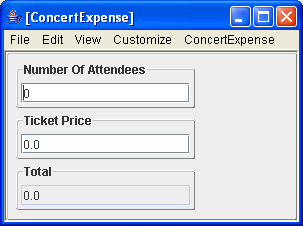 [ConcertExpense]
File Edit View Customize ConcertExpense
Number Of Attendees
0
Ticket Price
0.0
Total
0.0